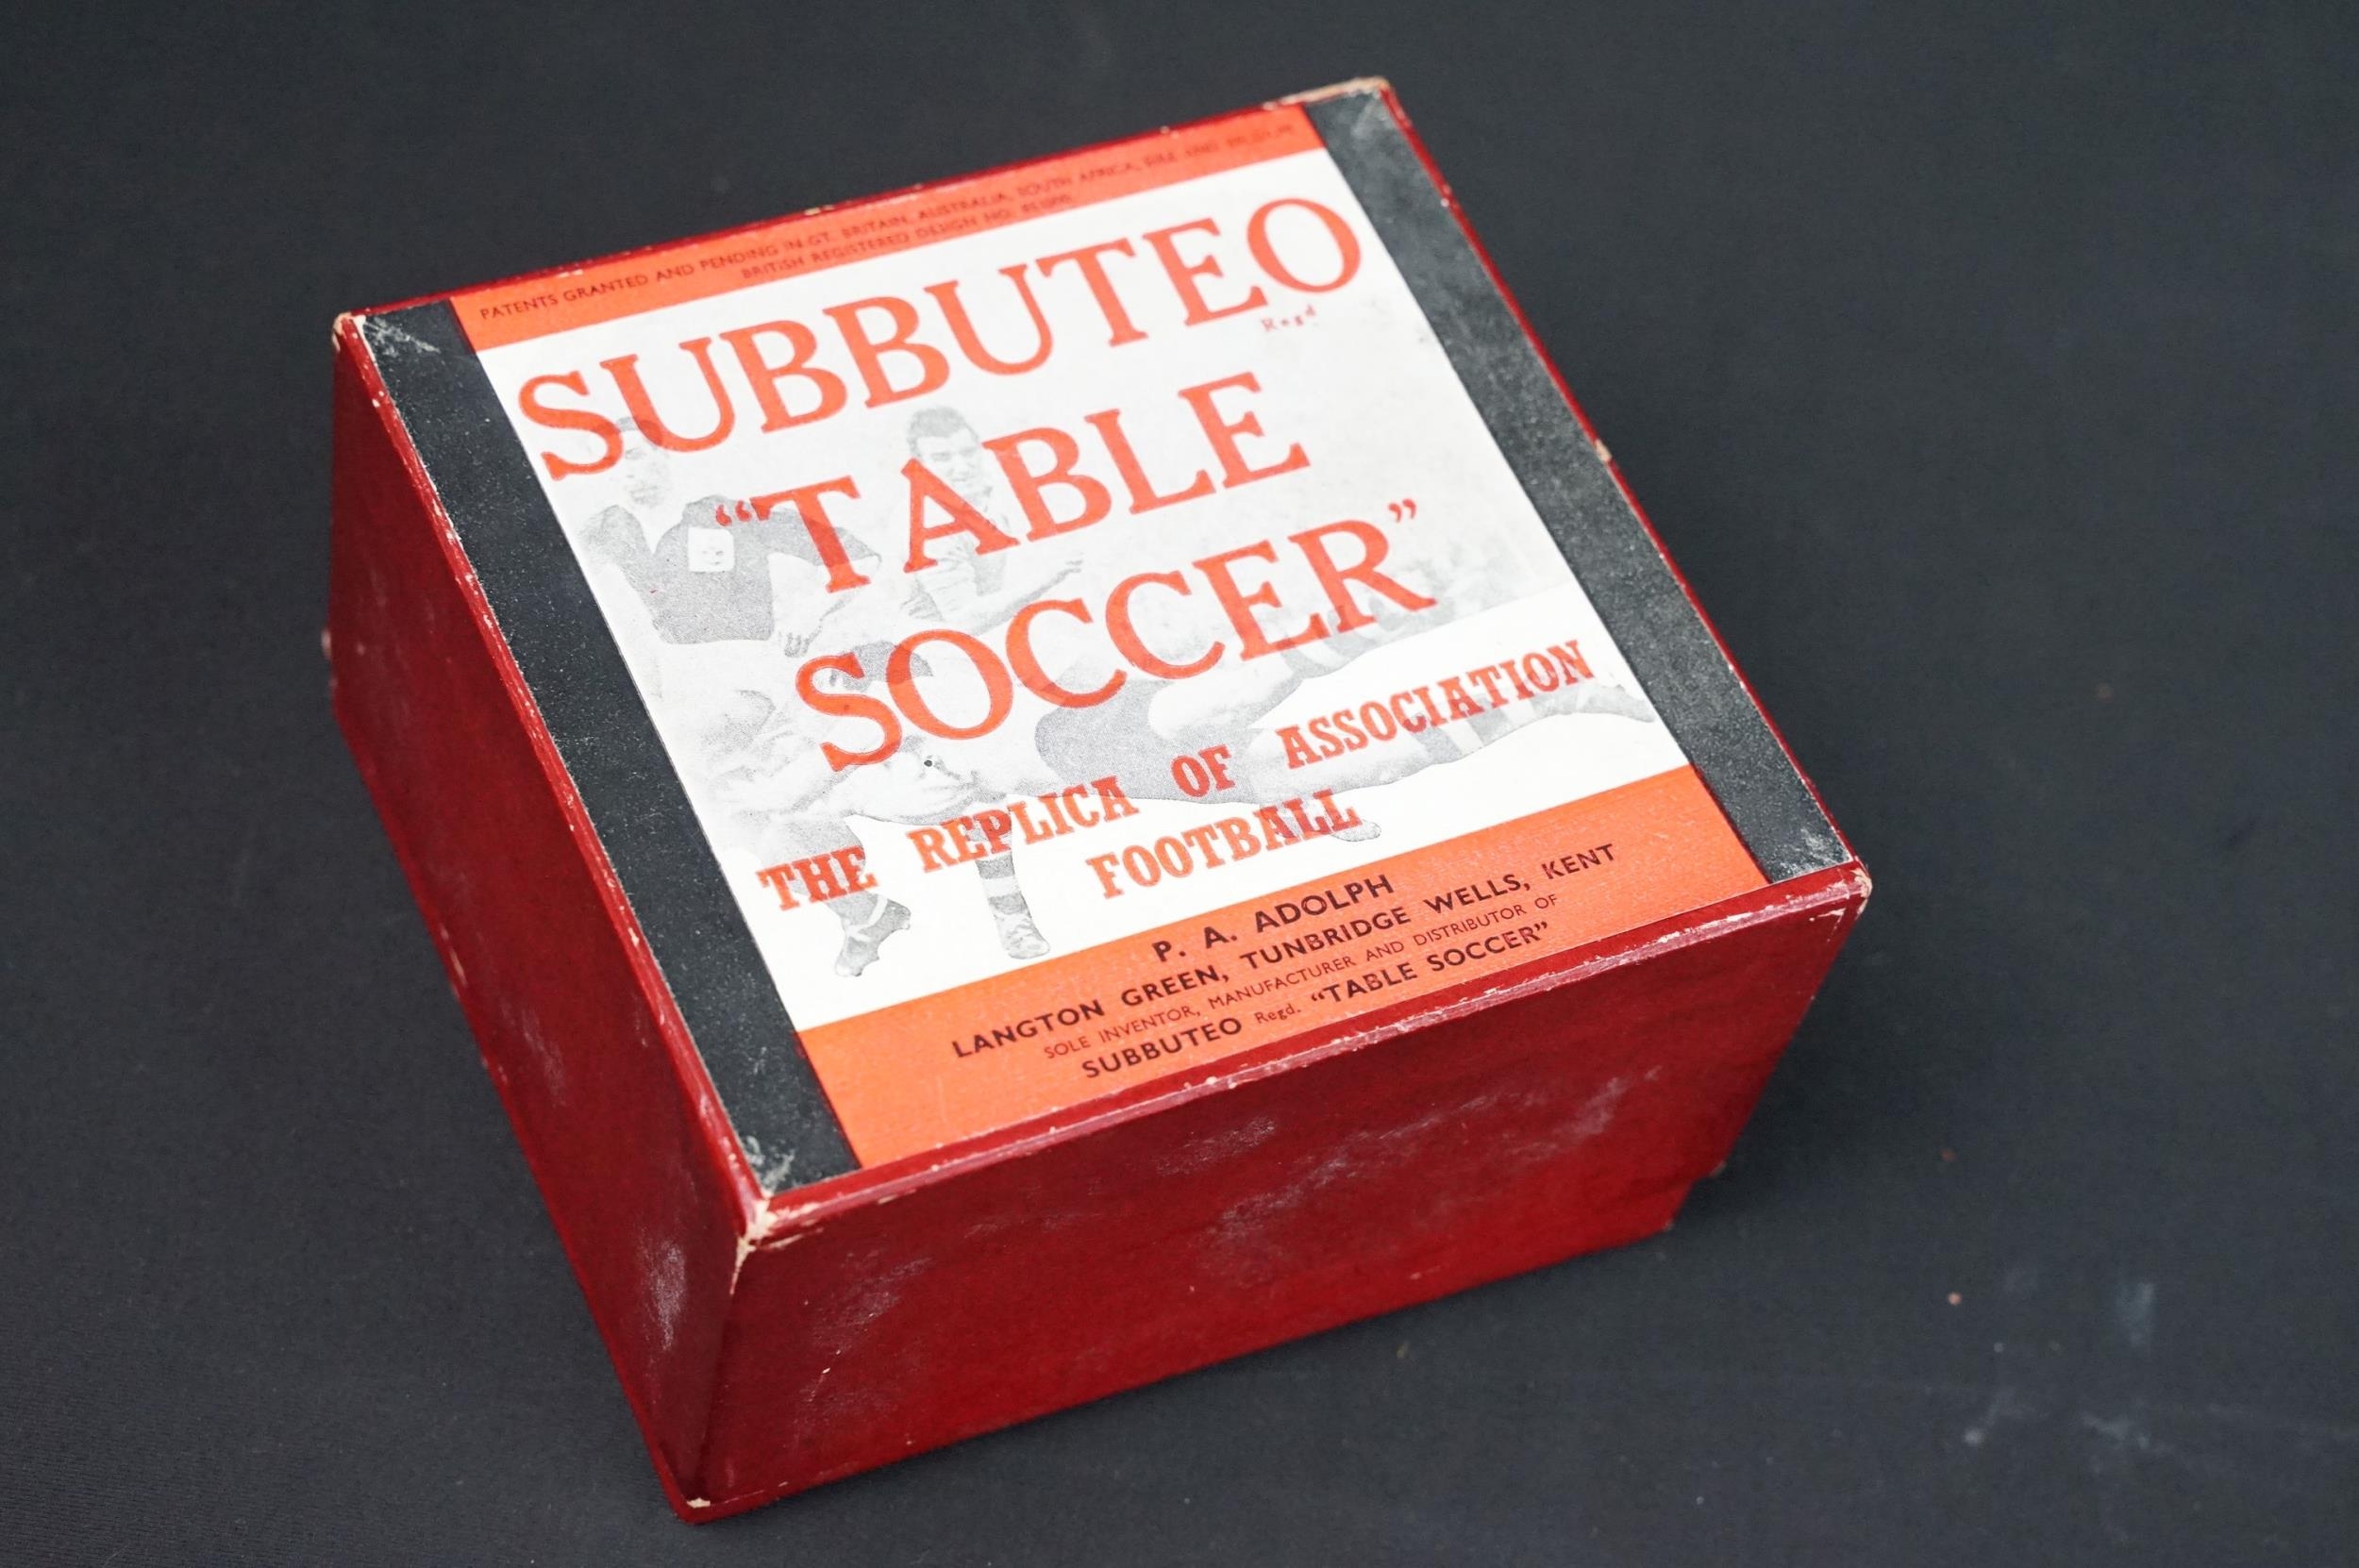 PATENTS GRANTED AND PENDING IN GT. BRITAIN, AUSTRALIA, SOUTH AFRICA, EIRE AND
BRITISH REGISTERED DESIGN NO.
SUBBUTEO
Regd
“TABLE
SOCCER”
THE REPLICA OF ASSOCIATION
FOOTBALL
P. A. ADOLPH
LANGTON GREEN, TUNBRIDGE WELLS, KENT
SOLE INVENTOR, MANUFACTURER AND DISTRIBUTOR OF
SUBBUTEO Regd. “TABLE SOCCER”